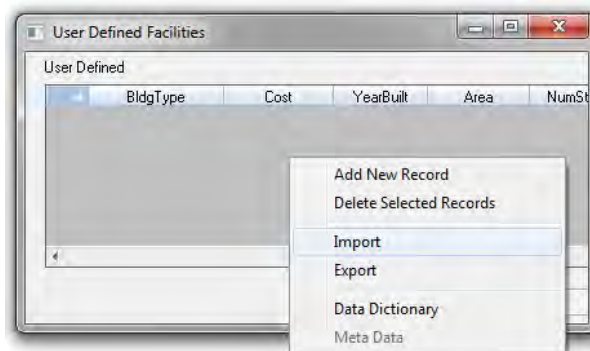 User Defined Facilities
User Defined
BldgType Cost YearBuilt Area NumSt
Add New Record
Delete Selected Records
Import
Export
Data Dictionary
Meta Data